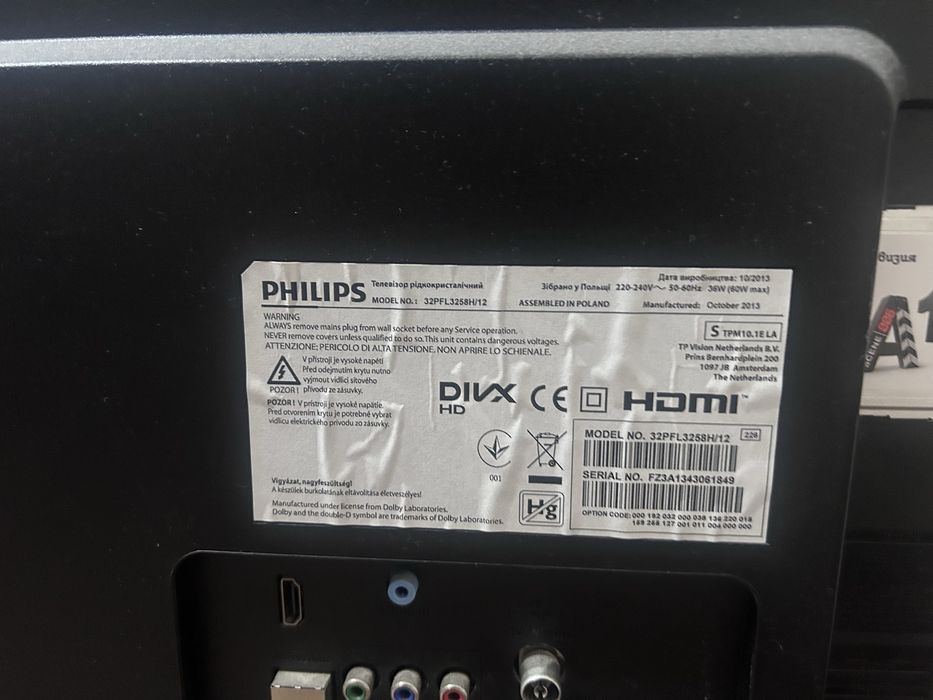 PHILIPS
Телевізор рідкокристалічний
MODEL NO. : 32PFL3258H/12
Дата виробництва: 10/2013
Зібрано у Польщі 220-240V~ 50-60Hz 36W (60W max)
ASSEMBLED IN POLAND Manufactured: October 2013
WARNING
ALWAYS remove mains plug from wall socket before any Service operation.
NEVER remove covers unless qualified to do so. This unit contains dangerous voltages.
ATTENZIONE: PERICOLO DI ALTA TENSIONE, NON APRIRE LO SCHIENALE.
S TPM10.1E LA
TP Vision Netherlands B.V.
Prins Bernhardplein 200
1097 JB Amsterdam
The Netherlands
V přístroji je vysoké napětí
Před odejmutím krytu nutno
vyjmout vidlici síťového
POZOR! přívodu ze zásuvky.
POZOR! V prístroji je vysoké napätie.
Pred otvorením krytu je potrebné vybrat
vidlicu elektrického prívodu zo zásuvky.
DIVX
HD
CE
HDMI™
001
Hg
MODEL NO. 32PFL3258H/12 228
SERIAL NO. FZ3A1343061849
OPTION CODE: 000 192 032 000 038 136 220 015
001 011 004 000 000
Vigyázat, nagyfeszültség!
A készülék burkolatának eltávolítása életveszélyes!
Manufactured under license from Dolby Laboratories.
Dolby and the double-D symbol are trademarks of Dolby Laboratories.
визия
A1
SCENE